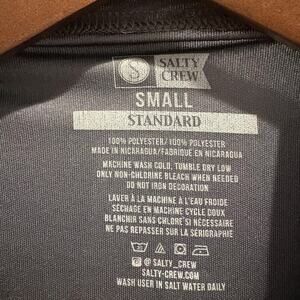 S SALTY
CREW
SMALL
STANDARD
100% POLYESTER/100% POLYESTER
MADE IN NICARAGUA/FABRIQUE EN NICARAGUA
MACHINE WASH COLD, TUMBLE DRY LOW
ONLY NON-CHLORINE BLEACH WHEN NEEDED
DO NOT IRON DECORATION
LAVER À LA MACHINE À L'EAU FROIDE
SÉCHAGE EN MACHINE CYCLE DOUX
BLANCHIR SANS CHLORE SI NÉCESSAIRE
NE PAS REPASSER SUR LA SÉRIGRAPHIE
@ SALTY_CREW
SALTY-CREW.COM
WASH USER IN SALT WATER DAILY